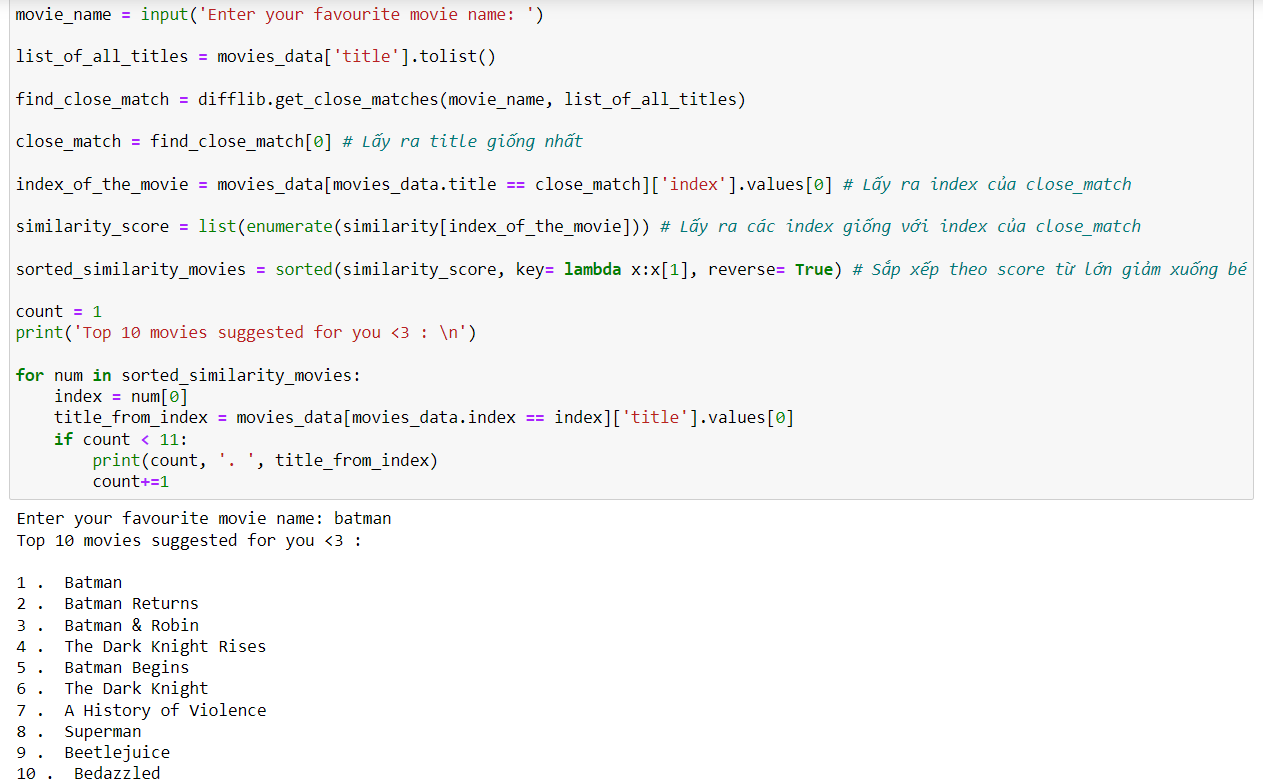 movie_name = input('Enter your favourite movie name: ')
list_of_all_titles = movies_data['title'].tolist()
find_close_match = difflib.get_close_matches(movie_name, list_of_all_titles)
close_match = find_close_match[0] # Lấy ra title giống nhất
index_of_the_movie = movies_data[movies_data.title == close_match]['index'].values[0] # Lấy ra index của close_match
similarity_score = list(enumerate(similarity[index_of_the_movie])) # Lấy ra các index giống với index của close_match
sorted_similarity_movies = sorted(similarity_score, key= lambda x:x[1], reverse= True) # Sắp xếp theo score từ lớn giảm xuống bé
count = 1
print('Top 10 movies suggested for you <3 : \n')
for num in sorted_similarity_movies:
    index = num[0]
    title_from_index = movies_data[movies_data.index == index]['title'].values[0]
    if count < 11:
        print(count, '. ', title_from_index)
        count+=1
Enter your favourite movie name: batman
Top 10 movies suggested for you <3 :
1 .  Batman
2 .  Batman Returns
3 .  Batman & Robin
4 .  The Dark Knight Rises
5 .  Batman Begins
6 .  The Dark Knight
7 .  A History of Violence
8 .  Superman
9 .  Beetlejuice
10 .  Bedazzled